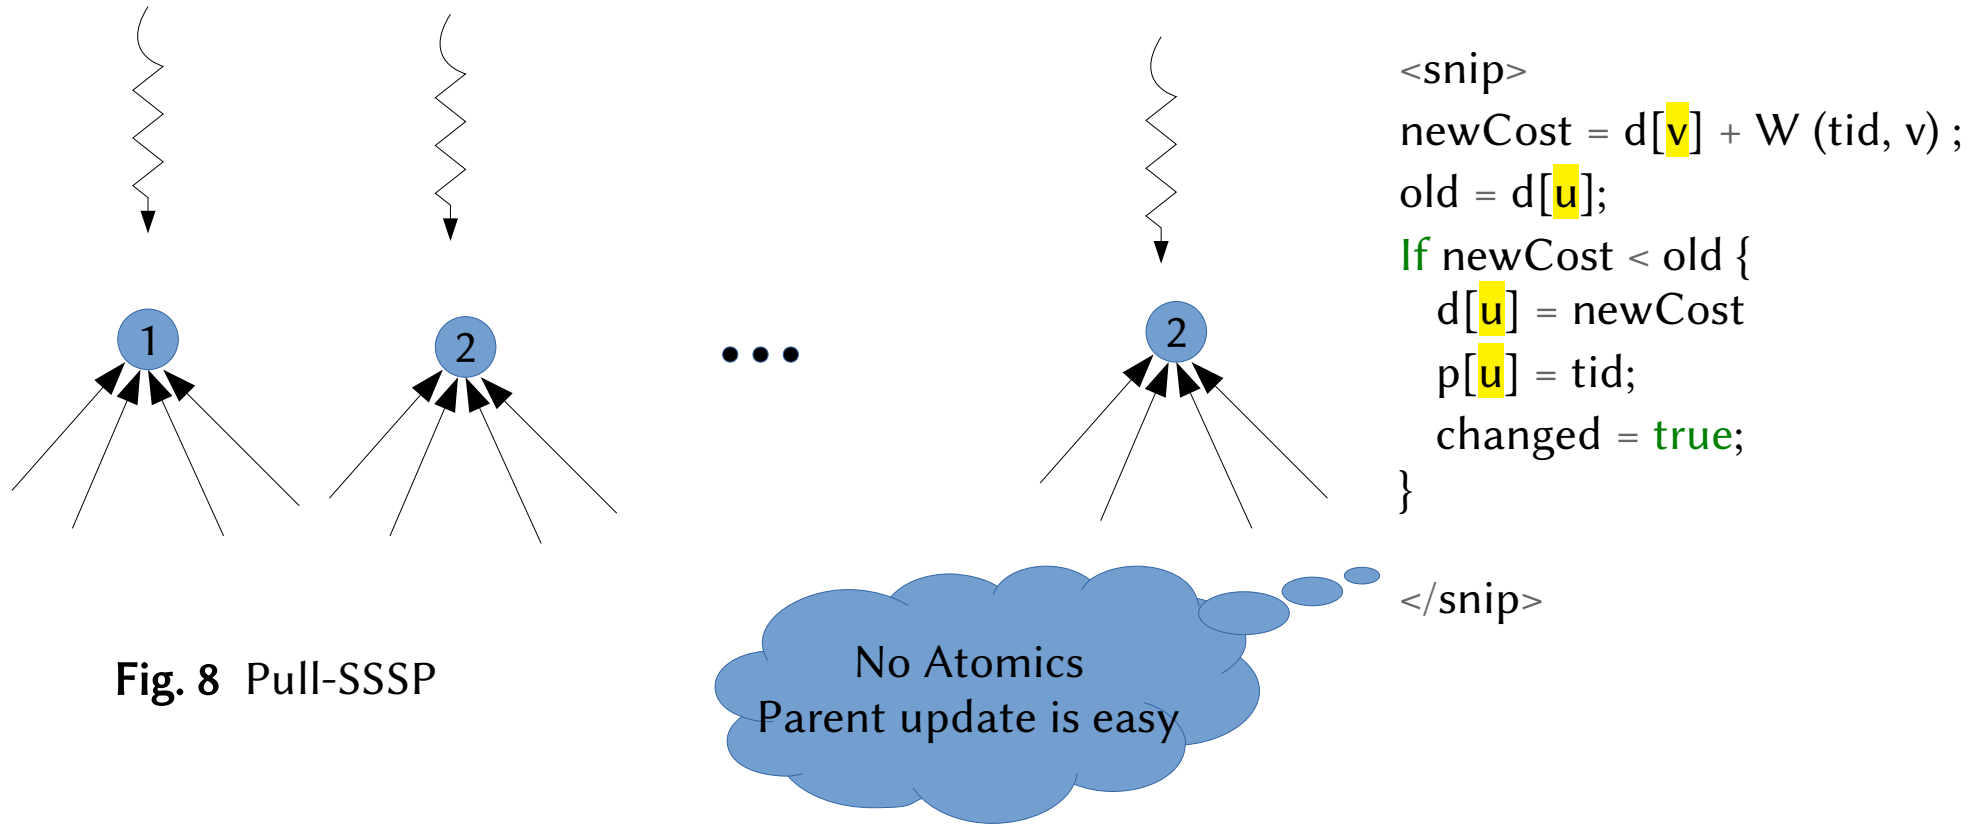 1
2
2
<snip>
newCost = d[v] + W (tid, v) ;
old = d[u];
If newCost < old {
d[u] = newCost
p[u] = tid;
changed = true;
}
</snip>
No Atomics
Parent update is easy
Fig. 8 Pull-SSSP